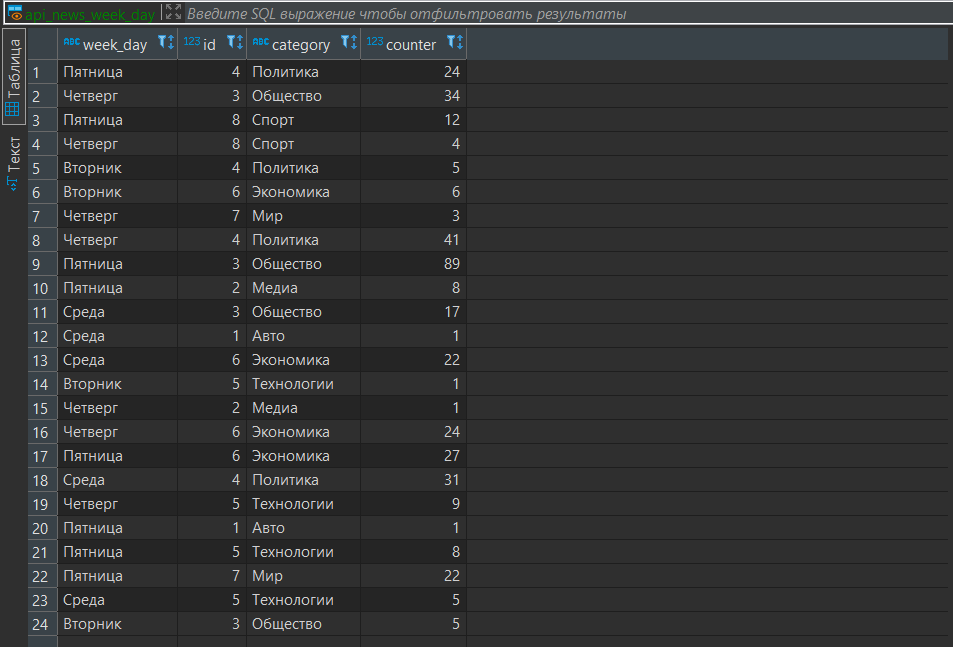 api_news_week_day Введите SQL выражение чтобы отфильтровать результаты
Таблица
Текст
ABC week_day 123 id ABC category 123 counter
1 Пятница 4 Политика 24
2 Четверг 3 Общество 34
3 Пятница 8 Спорт 12
4 Четверг 8 Спорт 4
5 Вторник 4 Политика 5
6 Вторник 6 Экономика 6
7 Четверг 7 Мир 3
8 Четверг 4 Политика 41
9 Пятница 3 Общество 89
10 Пятница 2 Медиа 8
11 Среда 3 Общество 17
12 Среда 1 Авто 1
13 Среда 6 Экономика 22
14 Вторник 5 Технологии 1
15 Четверг 2 Медиа 1
16 Четверг 6 Экономика 24
17 Пятница 6 Экономика 27
18 Среда 4 Политика 31
19 Четверг 5 Технологии 9
20 Пятница 1 Авто 1
21 Пятница 5 Технологии 8
22 Пятница 7 Мир 22
23 Среда 5 Технологии 5
24 Вторник 3 Общество 5